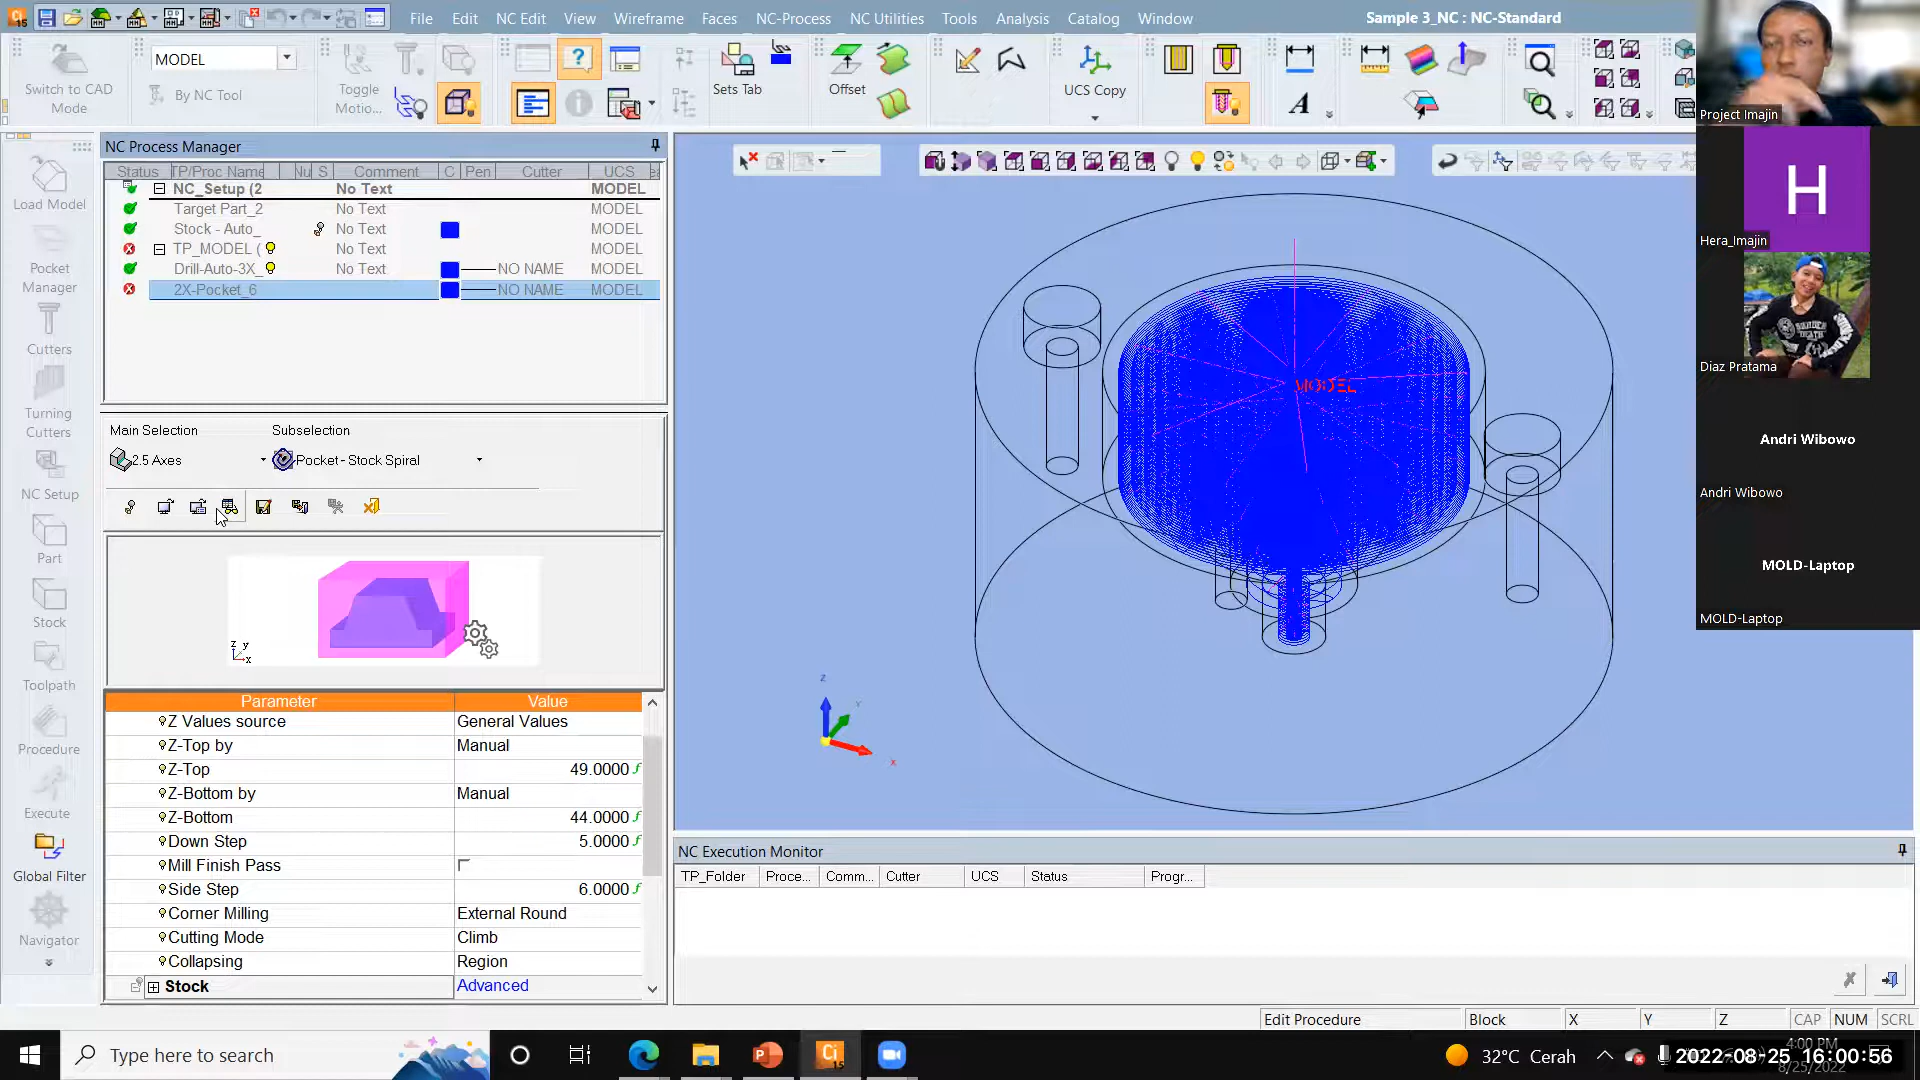 File Edit NC Edit View Wireframe Faces NC-Process NC Utilities Tools Analysis Catalog Window
Sample 3_NC : NC-Standard
MODEL
By NC Tool
Switch to CAD Mode
Toggle Motio...
Sets Tab
Offset
UCS Copy
A
Project Imajin
H
Hera_Imajin
Diaz Pratama
Andri Wibowo
Andri Wibowo
MOLD-Laptop
MOLD-Laptop
Load Model
Pocket Manager
Cutters
Turning Cutters
NC Setup
Part
Stock
Toolpath
Procedure
Execute
Global Filter
Navigator
NC Process Manager
Status TP/Proc Name Nu S Comment C Pen Cutter UCS
NC_Setup (2 No Text MODEL
Target Part_2 No Text MODEL
Stock - Auto_ No Text MODEL
TP_MODEL ( No Text MODEL
Drill-Auto-3X_ No Text NO NAME MODEL
2X-Pocket_6 NO NAME MODEL
Main Selection Subselection
2.5 Axes Pocket - Stock Spiral
Z y x
Parameter Value
Z Values source General Values
Z-Top by Manual
Z-Top 49.0000 f
Z-Bottom by Manual
Z-Bottom 44.0000 f
Down Step 5.0000 f
Mill Finish Pass
Side Step 6.0000 f
Corner Milling External Round
Cutting Mode Climb
Collapsing Region
Stock Advanced
MODEL
Z
Y
X
NC Execution Monitor
TP_Folder Proce... Comm... Cutter UCS Status Progr...
Edit Procedure Block X Y Z CAP NUM SCRL
Type here to search
32°C Cerah
4:00 PM
8/25/2022
2022-08-25 16:00:56